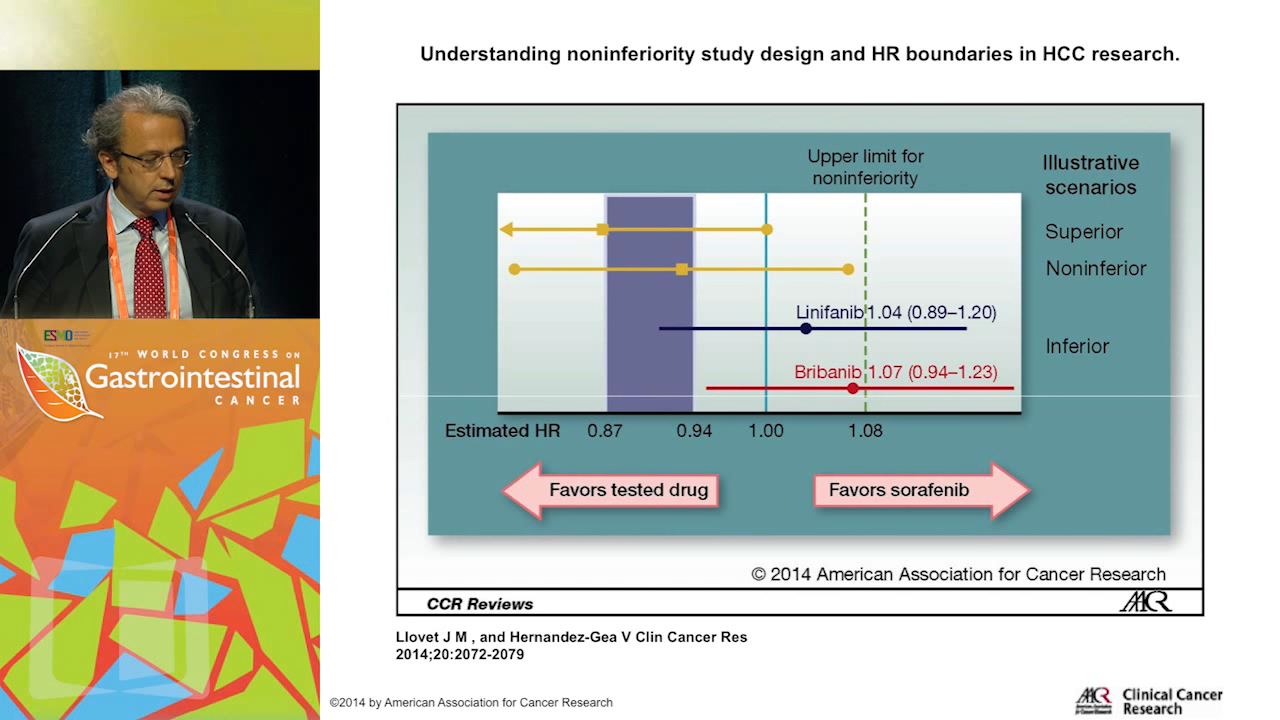 Understanding noninferiority study design and HR boundaries in HCC research.
Upper limit for
noninferiority
Illustrative
scenarios
Superior
Noninferior
Linifanib 1.04 (0.89–1.20)
Inferior
Bribanib 1.07 (0.94–1.23)
Estimated HR 0.87 0.94 1.00 1.08
Favors tested drug
Favors sorafenib
© 2014 American Association for Cancer Research
CCR Reviews
AACR
Llovet J M , and Hernandez-Gea V Clin Cancer Res
2014;20:2072-2079
©2014 by American Association for Cancer Research
AACR
Clinical Cancer
Research
ESMO
17TH WORLD CONGRESS ON
Gastrointestinal
CANCER